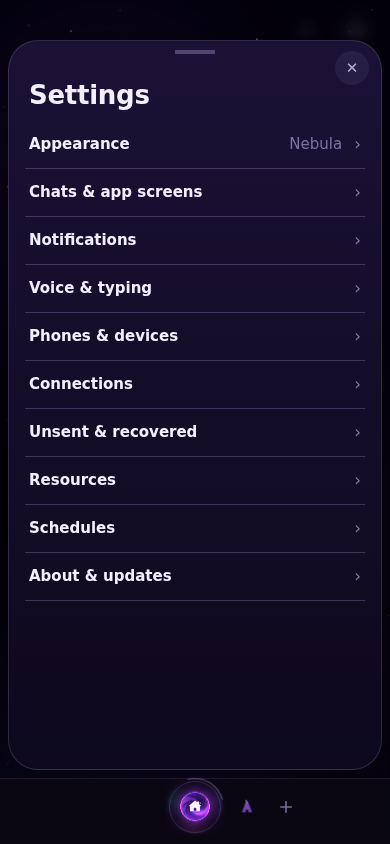 Settings
Appearance Nebula
Chats & app screens
Notifications
Voice & typing
Phones & devices
Connections
Unsent & recovered
Resources
Schedules
About & updates